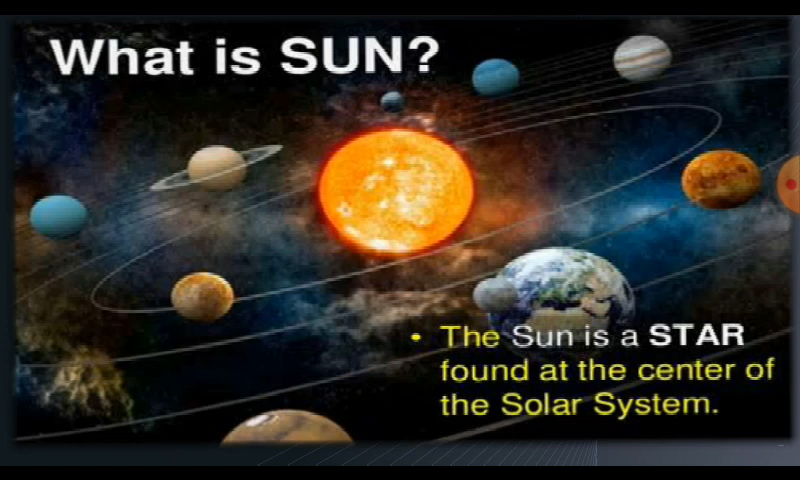 What is SUN?
• The Sun is a STAR
found at the center of
the Solar System.